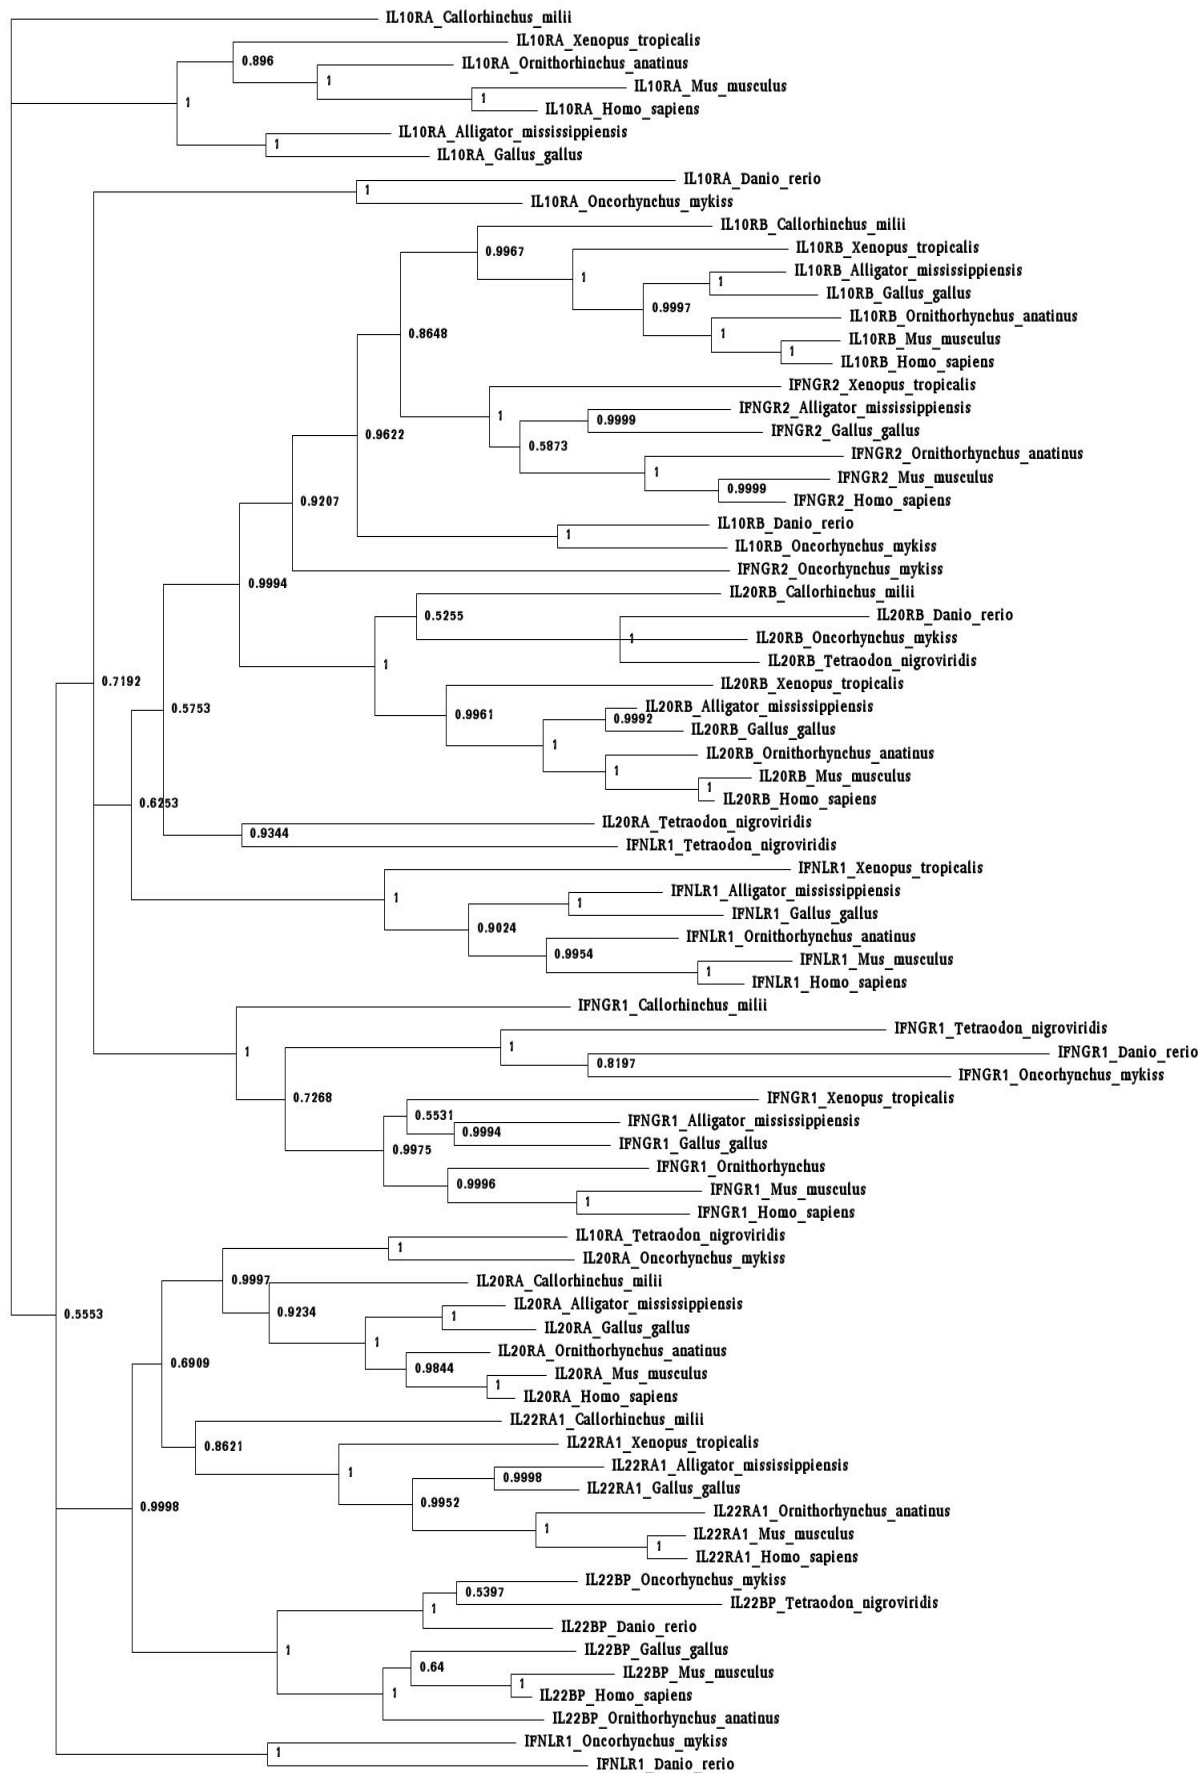 IL10RA_Callorhinchus_milii
IL10RA_Xenopus_tropicalis
0.896
IL10RA_Ornithorhinchus_anatinus
1
IL10RA_Mus_musculus
1
1
IL10RA_Homo_sapiens
IL10RA_Alligator_mississippiensis
1
IL10RA_Gallus_gallus
IL10RA_Danio_rerio
1
IL10RA_Oncorhynchus_mykiss
IL10RB_Callorhinchus_milii
0.9967
IL10RB_Xenopus_tropicalis
IL10RB_Alligator_mississippiensis
1
1
IL10RB_Gallus_gallus
0.9997
IL10RB_Ornithorhynchus_anatinus
0.8648
1
IL10RB_Mus_musculus
1
IL10RB_Homo_sapiens
IFNGR2_Xenopus_tropicalis
IFNGR2_Alligator_mississippiensis
1
0.9999
IFNGR2_Gallus_gallus
0.9622
0.5873
IFNGR2_Ornithorhynchus_anatinus
1
IFNGR2_Mus_musculus
0.9999
0.9207
IFNGR2_Homo_sapiens
IL10RB_Danio_rerio
1
IL10RB_Oncorhynchus_mykiss
IFNGR2_Oncorhynchus_mykiss
0.9994
IL20RB_Callorhinchus_milii
0.5255
IL20RB_Danio_rerio
1
IL20RB_Oncorhynchus_mykiss
1
IL20RB_Tetraodon_nigroviridis
0.7192
IL20RB_Xenopus_tropicalis
0.5753
IL20RB_Alligator_mississippiensis
0.9961
0.9992
IL20RB_Gallus_gallus
1
IL20RB_Ornithorhynchus_anatinus
1
IL20RB_Mus_musculus
1
IL20RB_Homo_sapiens
0.6253
IL20RA_Tetraodon_nigroviridis
0.9344
IFNLR1_Tetraodon_nigroviridis
IFNLR1_Xenopus_tropicalis
IFNLR1_Alligator_mississippiensis
1
1
IFNLR1_Gallus_gallus
0.9024
IFNLR1_Ornithorhynchus_anatinus
0.9954
IFNLR1_Mus_musculus
1
IFNLR1_Homo_sapiens
IFNGR1_Callorhinchus_milii
IFNGR1_Tetraodon_nigroviridis
1
1
IFNGR1_Danio_rerio
0.8197
IFNGR1_Oncorhynchus_mykiss
0.7268
IFNGR1_Xenopus_tropicalis
0.5531
IFNGR1_Alligator_mississippiensis
0.9994
IFNGR1_Gallus_gallus
0.9975
IFNGR1_Ornithorhynchus
0.9996
IFNGR1_Mus_musculus
1
IFNGR1_Homo_sapiens
IL10RA_Tetraodon_nigroviridis
1
IL20RA_Oncorhynchus_mykiss
0.9997
IL20RA_Callorhinchus_milii
IL20RA_Alligator_mississippiensis
0.9234
1
0.5553
IL20RA_Gallus_gallus
1
IL20RA_Ornithorhynchus_anatinus
0.6909
0.9844
IL20RA_Mus_musculus
1
IL20RA_Homo_sapiens
IL22RA1_Callorhinchus_milii
0.8621
IL22RA1_Xenopus_tropicalis
IL22RA1_Alligator_mississippiensis
1
0.9998
IL22RA1_Gallus_gallus
0.9952
0.9998
IL22RA1_Ornithorhynchus_anatinus
1
IL22RA1_Mus_musculus
1
IL22RA1_Homo_sapiens
IL22BP_Oncorhynchus_mykiss
0.5397
IL22BP_Tetraodon_nigroviridis
1
IL22BP_Danio_rerio
1
IL22BP_Gallus_gallus
0.64
IL22BP_Mus_musculus
1
1
IL22BP_Homo_sapiens
IL22BP_Ornithorhynchus_anatinus
IFNLR1_Oncorhynchus_mykiss
1
IFNLR1_Danio_rerio